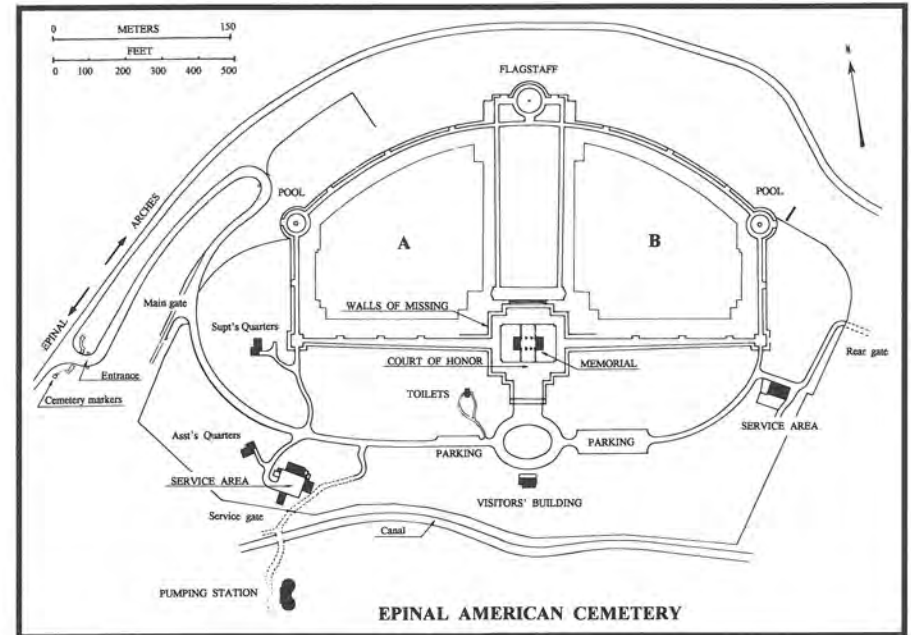 0 METERS 150
FEET
0 100 200 300 400 500
FLAGSTAFF
N
POOL
POOL
ARCHES
EPINAL
A
B
Main gate
WALLS OF MISSING
Supt's Quarters
Rear gate
COURT OF HONOR
MEMORIAL
Entrance
Cemetery markers
TOILETS
SERVICE AREA
Asst's Quarters
PARKING
PARKING
SERVICE AREA
VISITORS' BUILDING
Service gate
Canal
PUMPING STATION
EPINAL AMERICAN CEMETERY